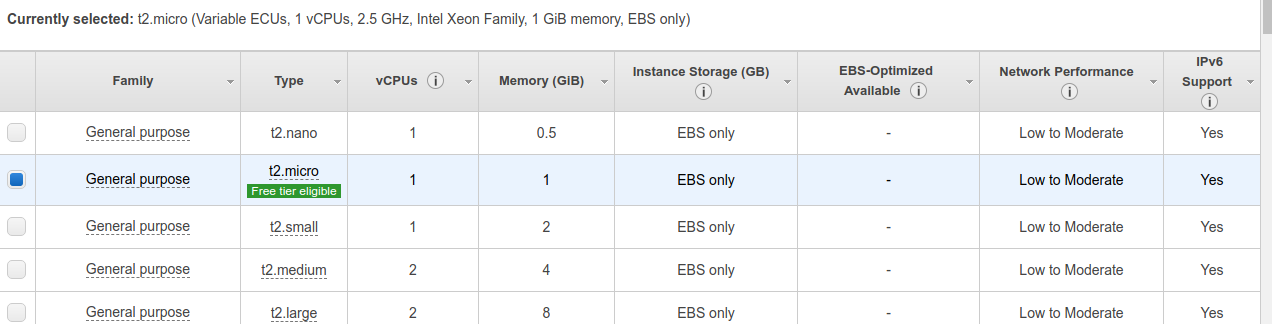 Currently selected: t2.micro (Variable ECUs, 1 vCPUs, 2.5 GHz, Intel Xeon Family, 1 GiB memory, EBS only)
Family Type vCPUs i Memory (GiB) Instance Storage (GB) i EBS-Optimized Available i Network Performance i IPv6 Support i
General purpose t2.nano 1 0.5 EBS only - Low to Moderate Yes
General purpose t2.micro Free tier eligible 1 1 EBS only - Low to Moderate Yes
General purpose t2.small 1 2 EBS only - Low to Moderate Yes
General purpose t2.medium 2 4 EBS only - Low to Moderate Yes
General purpose t2.large 2 8 EBS only - Low to Moderate Yes